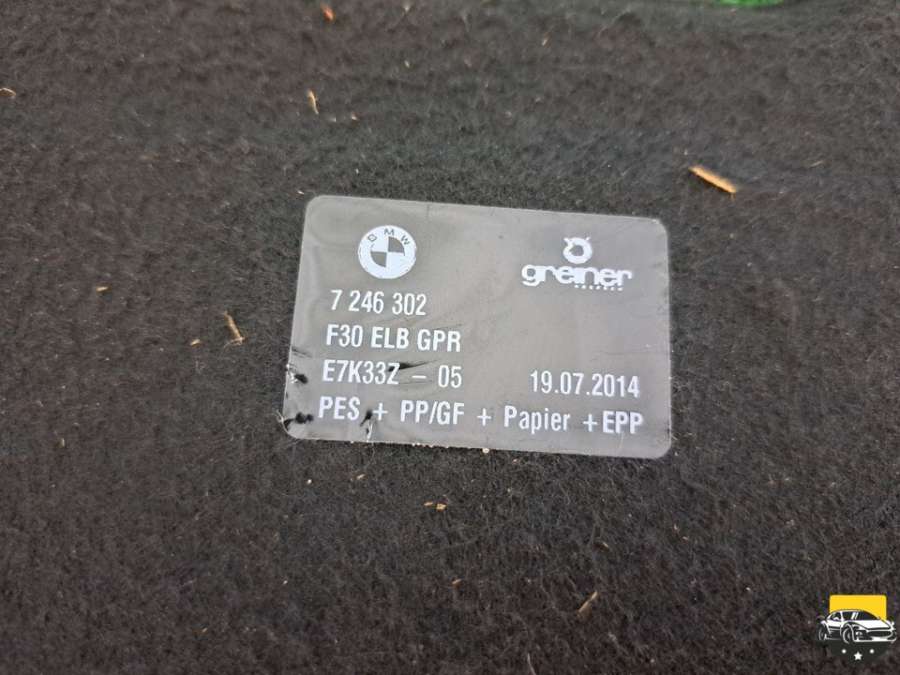 BMW
greiner
7 246 302
F30 ELB GPR
E7K33Z - 05
19.07.2014
PES + PP/GF + Papier + EPP